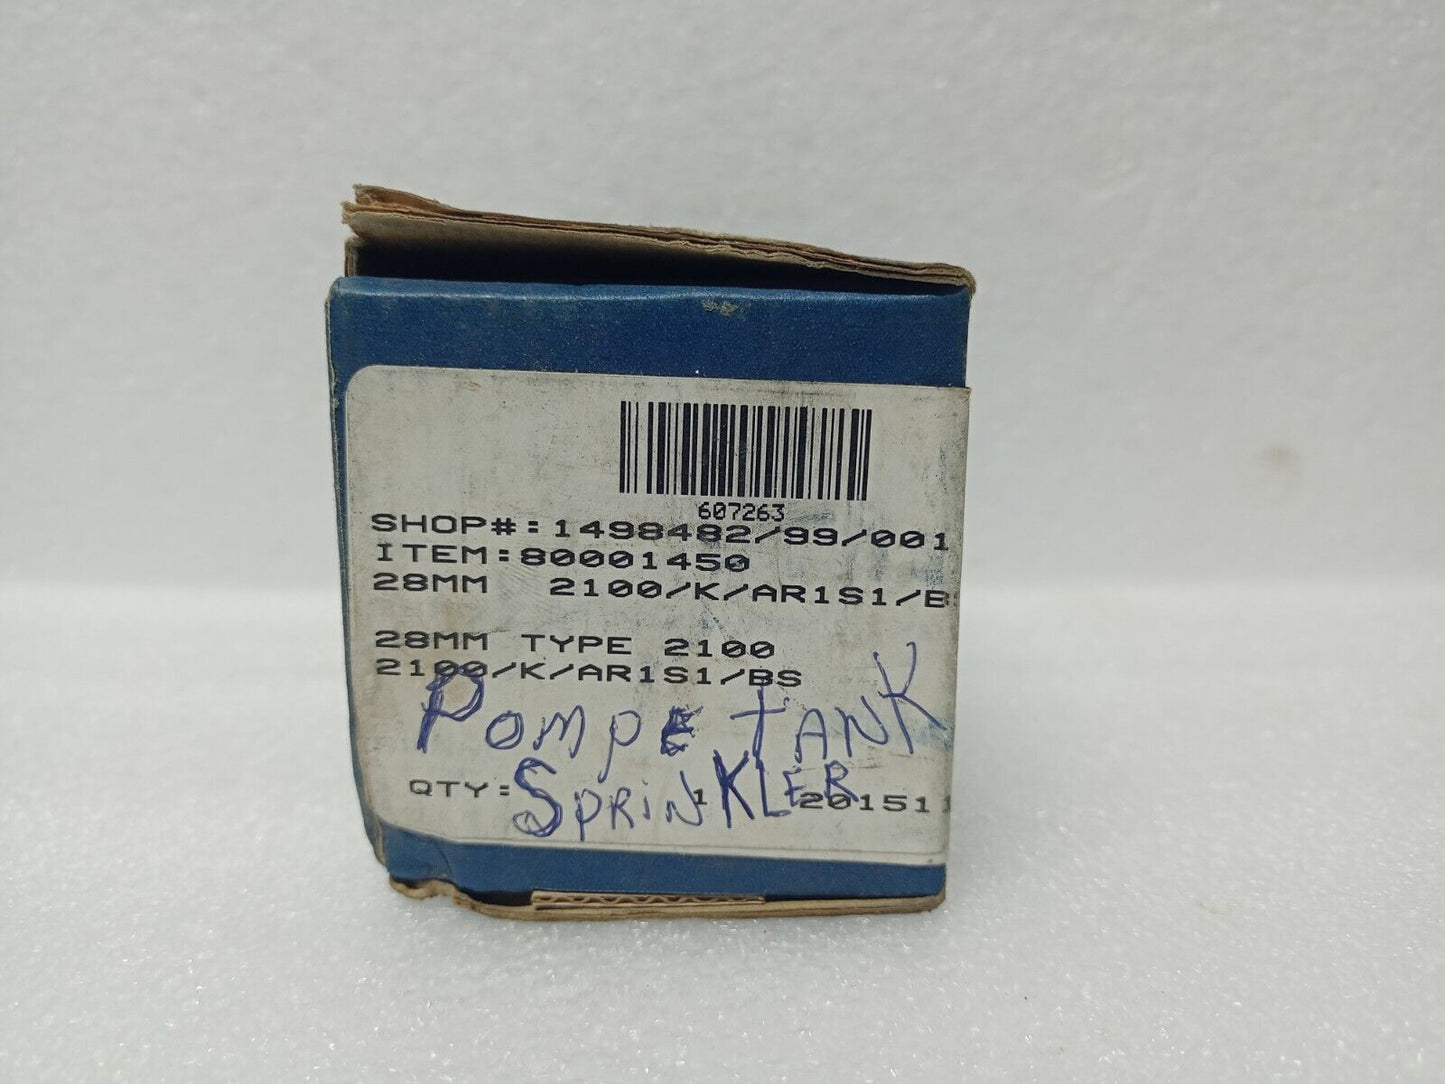 607263
SHOP#:1498482/99/001
ITEM:80001450
28MM 2100/K/AR1S1/BS
28MM TYPE 2100
2100/K/AR1S1/BS
POMPE TANK
SPRINKLER
QTY: 1 201511